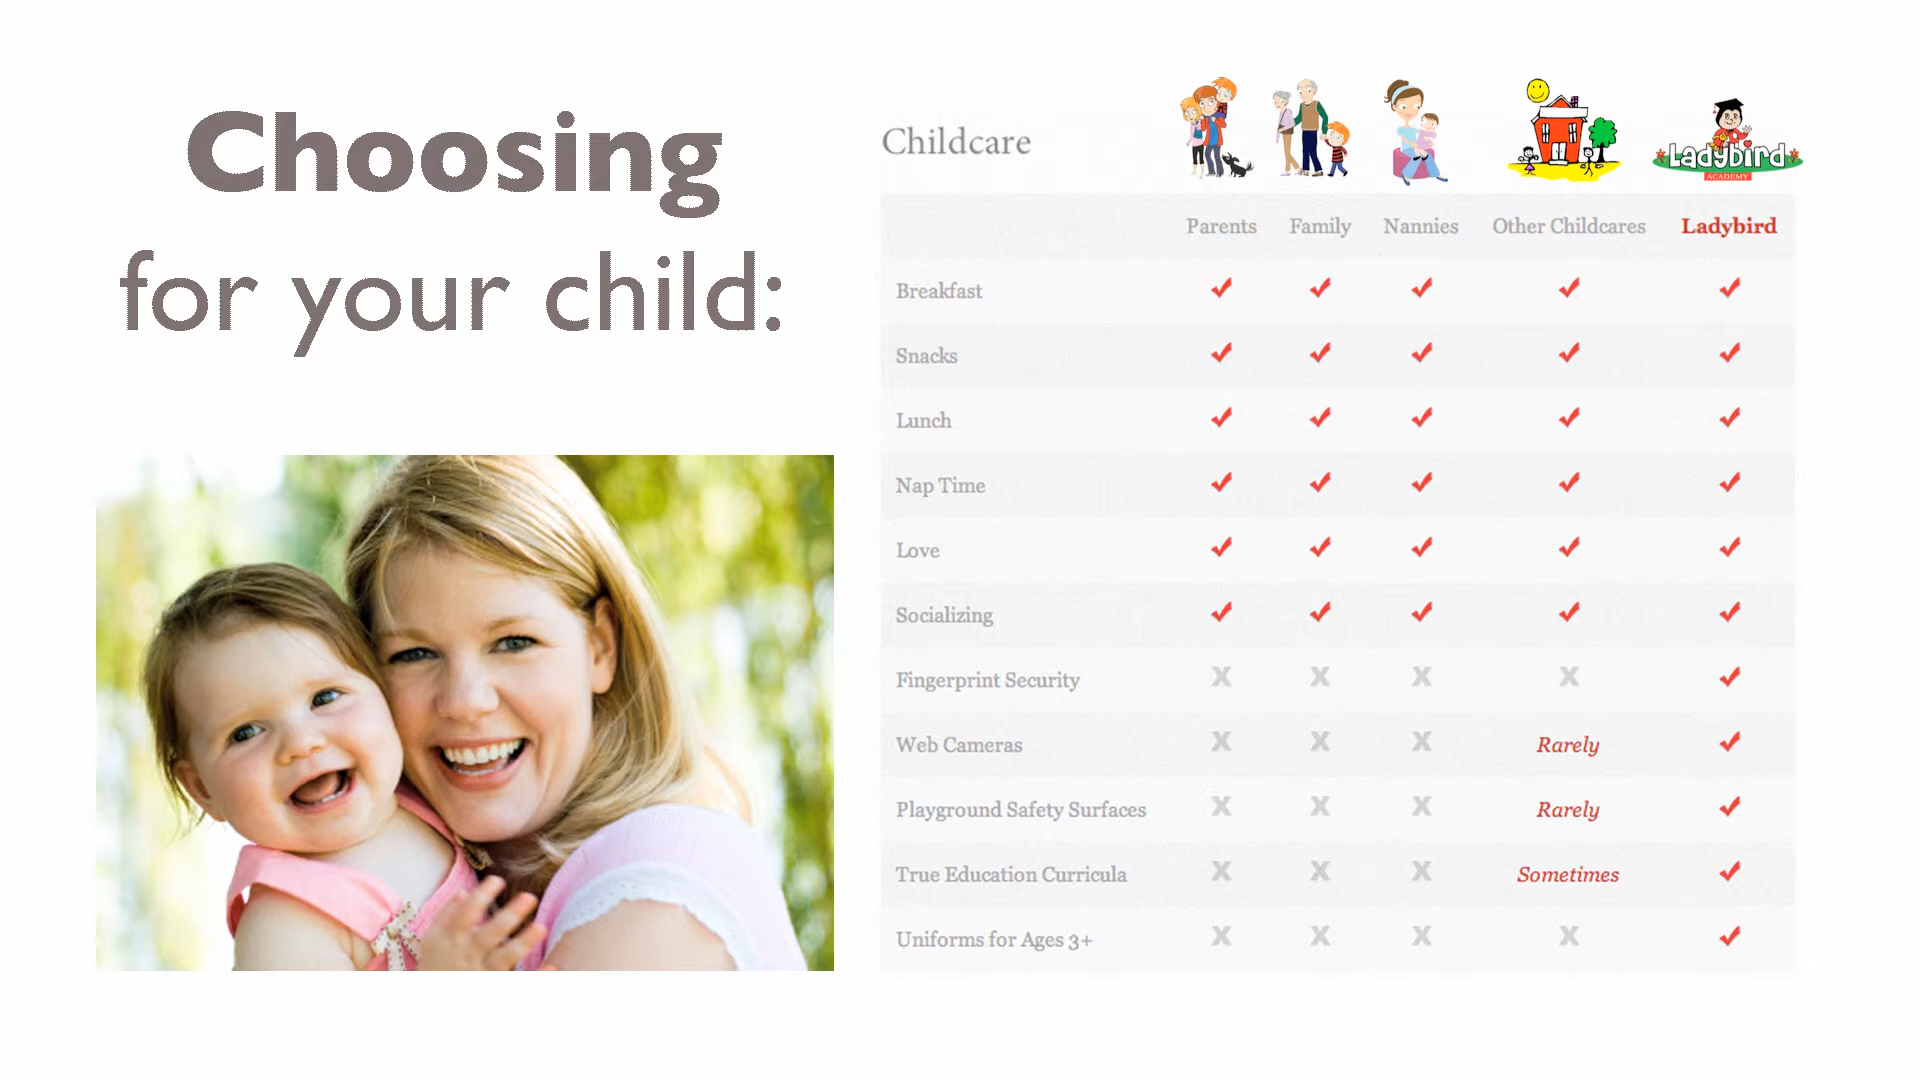 Choosing
for your child:
Childcare
Ladybird
ACADEMY
Parents Family Nannies Other Childcares Ladybird
Breakfast ✓ ✓ ✓ ✓ ✓
Snacks ✓ ✓ ✓ ✓ ✓
Lunch ✓ ✓ ✓ ✓ ✓
Nap Time ✓ ✓ ✓ ✓ ✓
Love ✓ ✓ ✓ ✓ ✓
Socializing ✓ ✓ ✓ ✓ ✓
Fingerprint Security X X X X ✓
Web Cameras X X X Rarely ✓
Playground Safety Surfaces X X X Rarely ✓
True Education Curricula X X X Sometimes ✓
Uniforms for Ages 3+ X X X X ✓